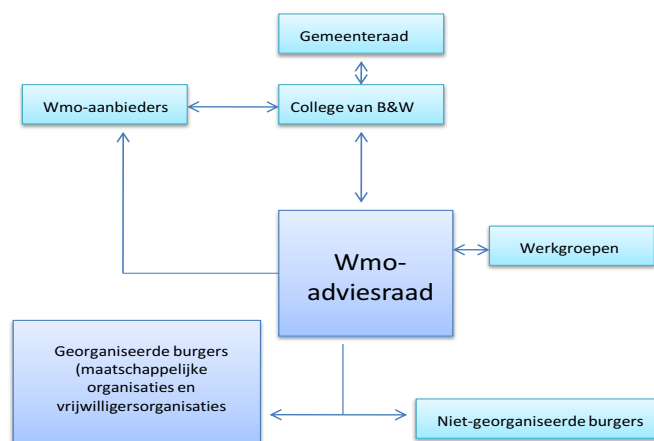 Gemeenteraad
Wmo-aanbieders
College van B&W
Wmo-
adviesraad
Werkgroepen
Georganiseerde burgers
(maatschappelijke
organisaties en
vrijwilligersorganisaties
Niet-georganiseerde burgers